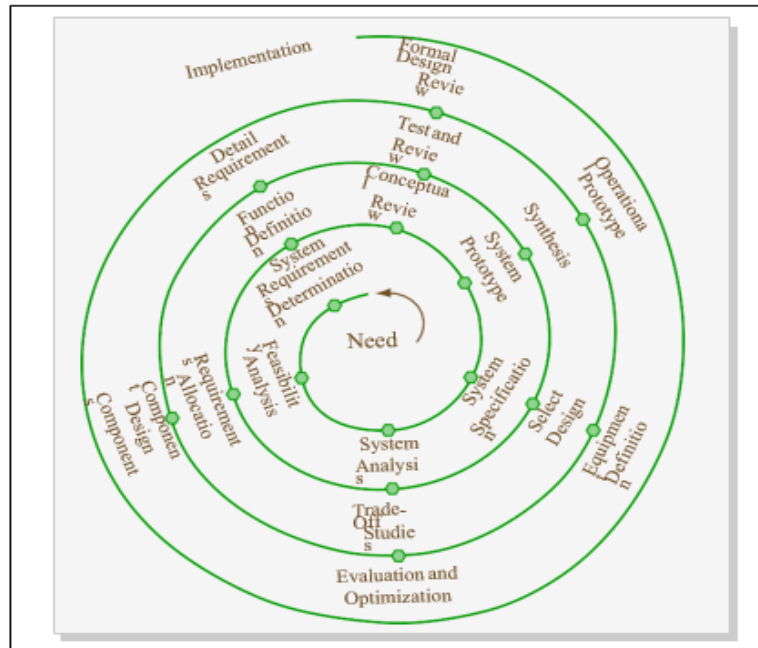 Implementation
Formal
Design
Revie
w
Detail
Requirement
s
Test and
Revie
w
Operationa
l
Prototype
Functio
n
Definitio
n
Conceptua
l
Revie
w
Synthesis
System
Requirement
s
Determinatio
n
System
Prototype
Need
Feasibilit
y Analysis
Requirement
s
Allocatio
n
Componen
t Design
Component
s
System
Specificatio
n
Select
Design
Equipmen
t
Definitio
n
System
Analysi
s
Trade-
Off
Studie
s
Evaluation and
Optimization